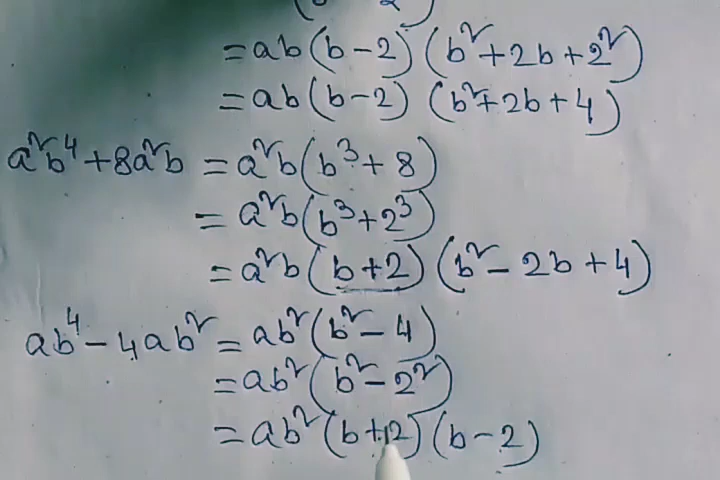 = ab(b-2)(b²+2b+2²)
= ab(b-2)(b²+2b+4)
a²b⁴+8a²b = a²b(b³+8)
= a²b(b³+2³)
= a²b(b+2)(b²-2b+4)
ab⁴-4ab² = ab²(b²-4)
= ab²(b²-2²)
= ab²(b+2)(b-2)